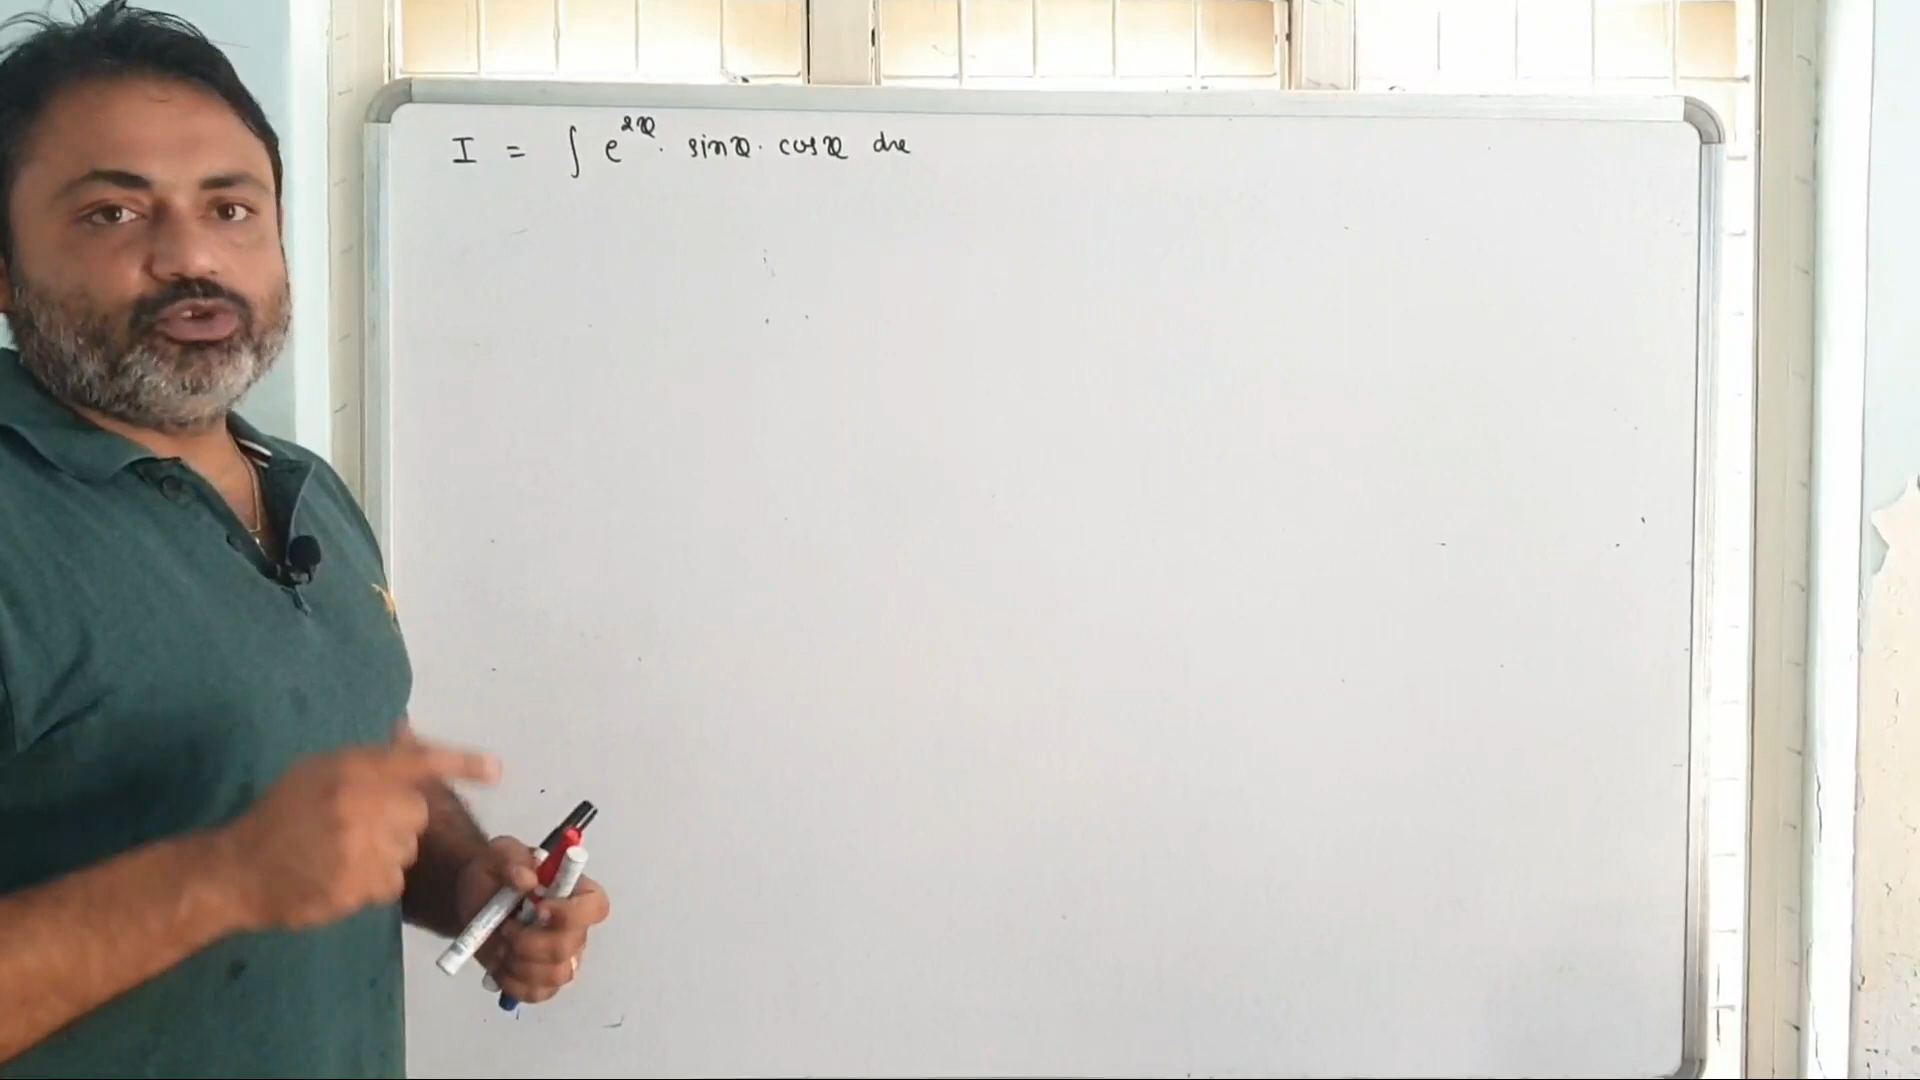 I = ∫ e^{2x} · sinx · cosx dx